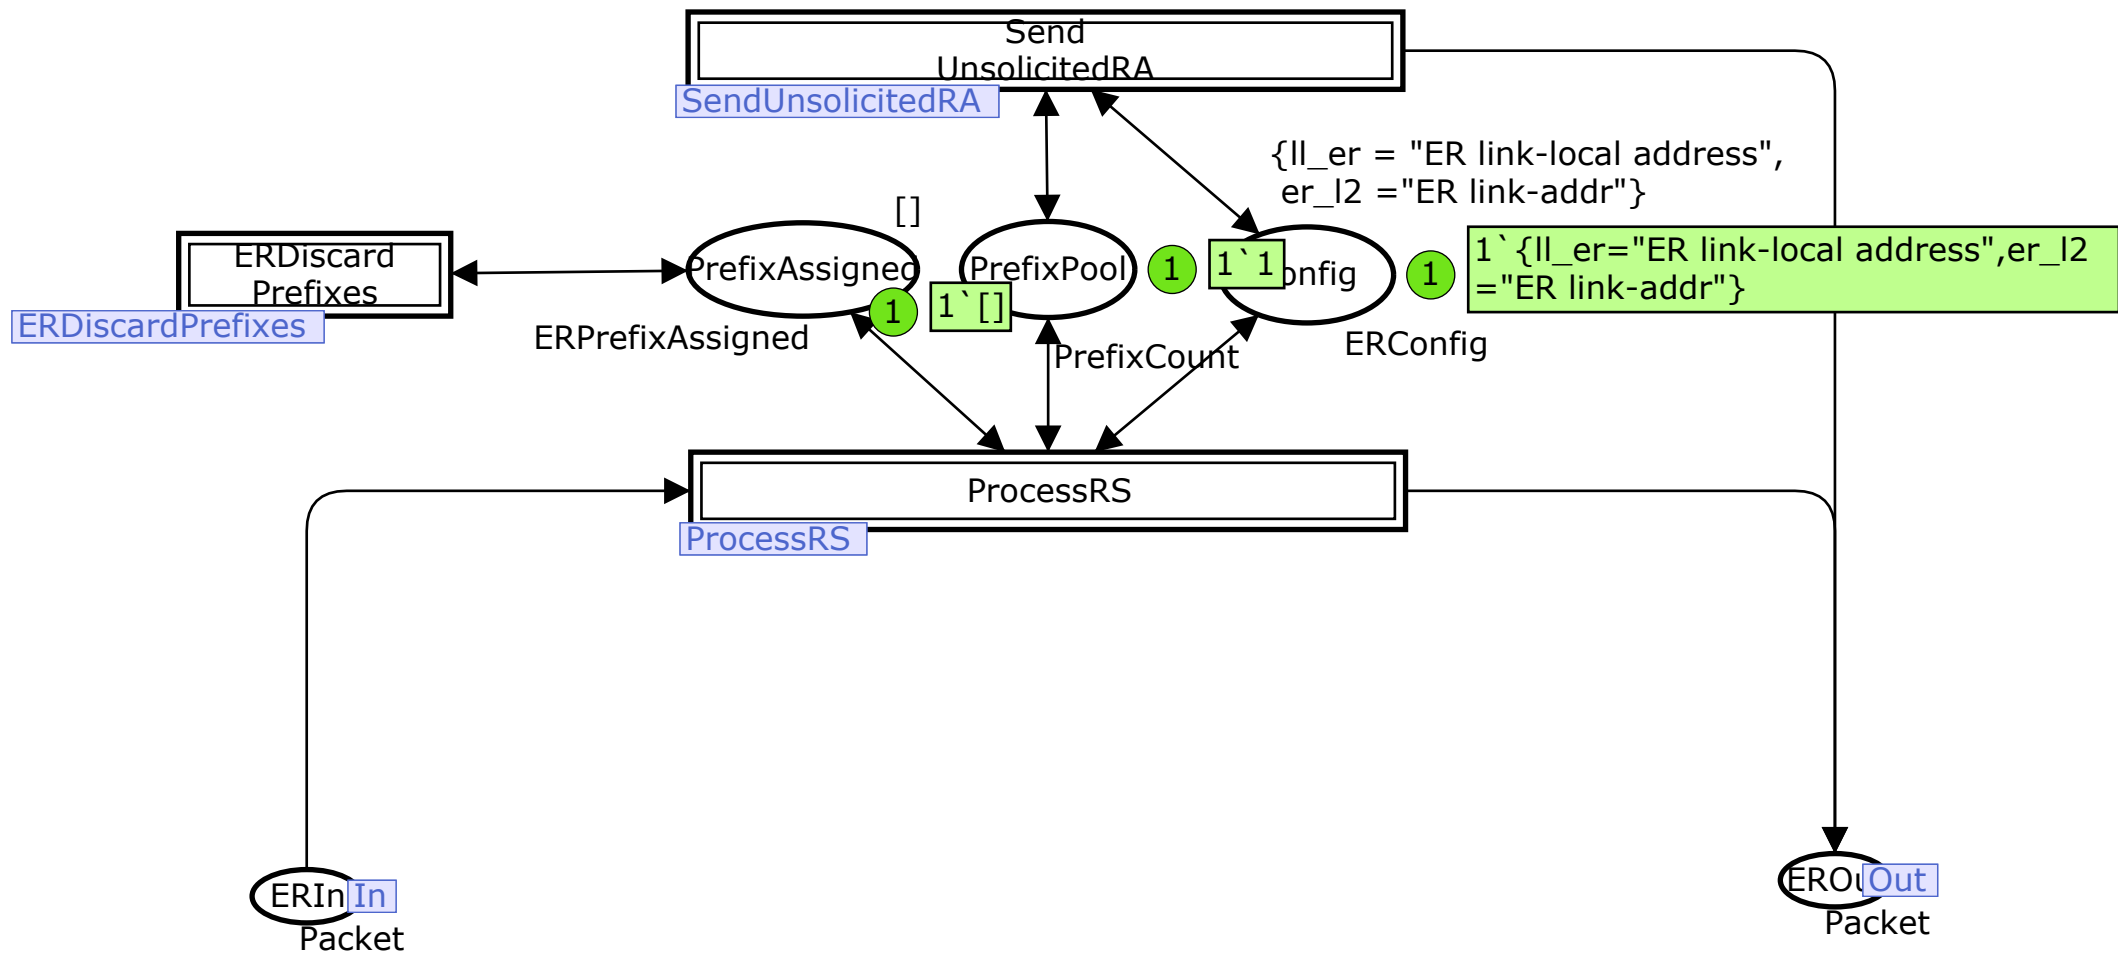 Send
UnsolicitedRA
SendUnsolicitedRA
{ll_er = "ER link-local address",
er_l2 ="ER link-addr"}
[]
ERDiscard
Prefixes
ERDiscardPrefixes
PrefixAssigned
1
1`[]
ERPrefixAssigned
PrefixPool
1
1`1
PrefixCount
onfig
1
1`{ll_er="ER link-local address",er_l2
="ER link-addr"}
ERConfig
ProcessRS
ProcessRS
ERIn
In
Packet
EROu
Out
Packet